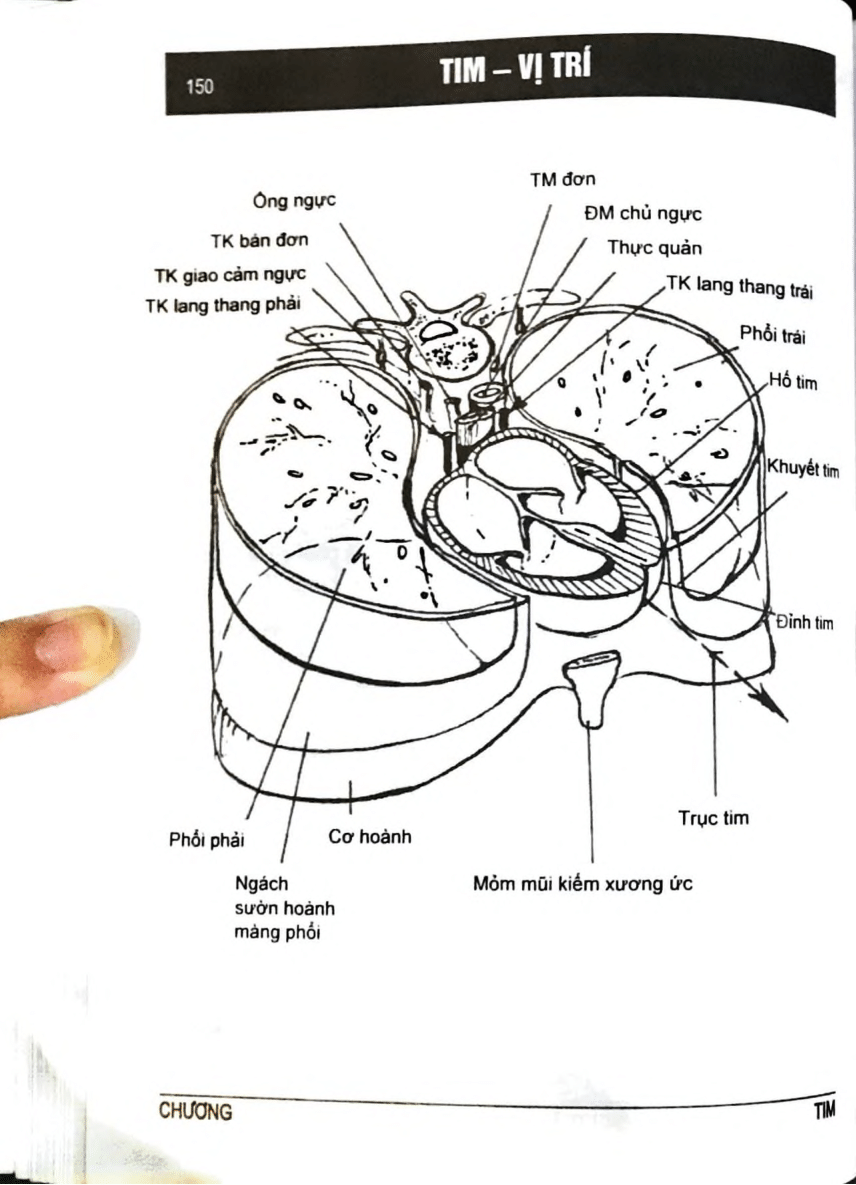 150
TIM – VỊ TRÍ
TM đơn
Ông ngực
ĐM chủ ngực
TK bán đơn
Thực quản
TK giao cảm ngực
TK lang thang trái
TK lang thang phải
Phổi trái
Hố tim
Khuyết tim
Đỉnh tim
Trục tim
Phổi phải
Cơ hoành
Ngách
sườn hoành
màng phổi
Mỏm mũi kiếm xương ức
CHƯƠNG
TIM